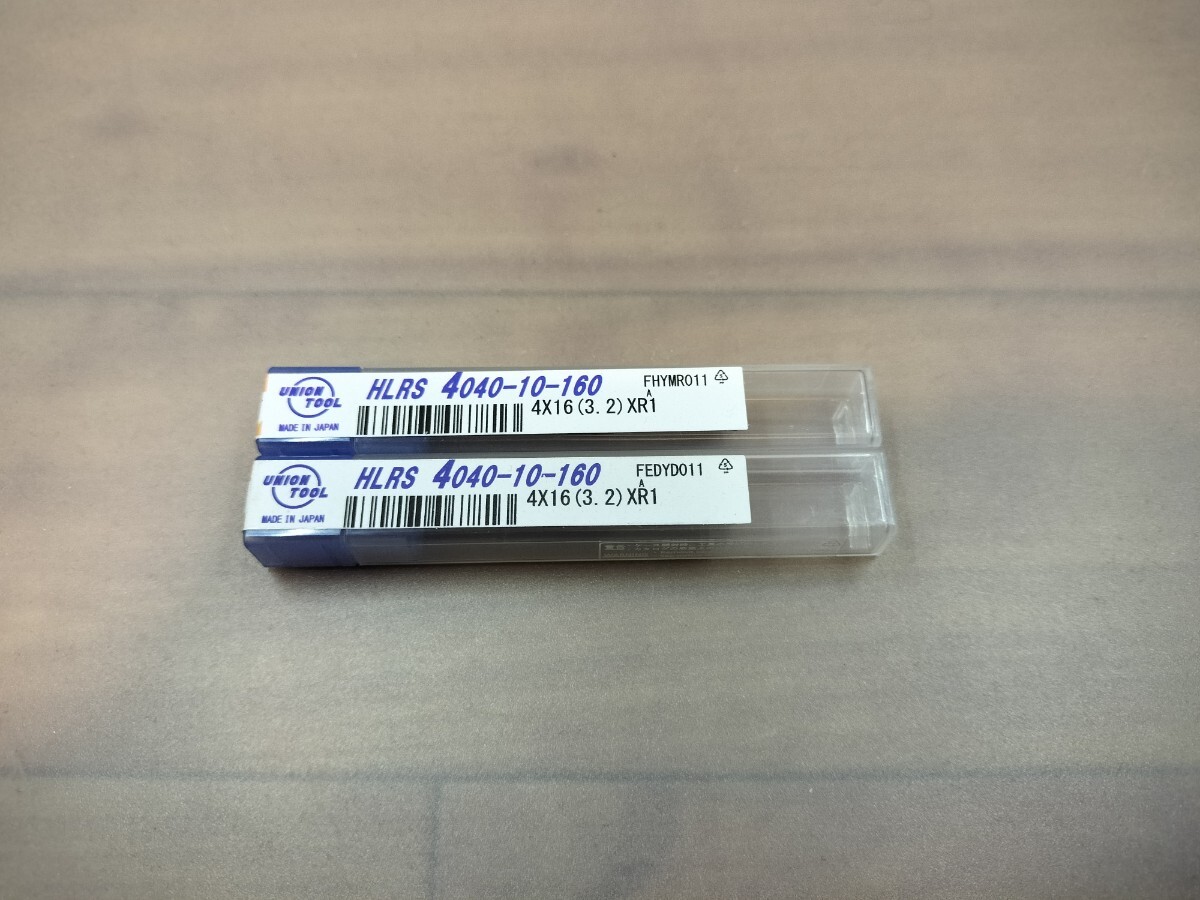 UNION TOOL
MADE IN JAPAN
HLRS 4040-10-160
FHYMR011
A
4X16(3.2)XR1
UNION TOOL
MADE IN JAPAN
HLRS 4040-10-160
FEDYD011
A
4X16(3.2)XR1